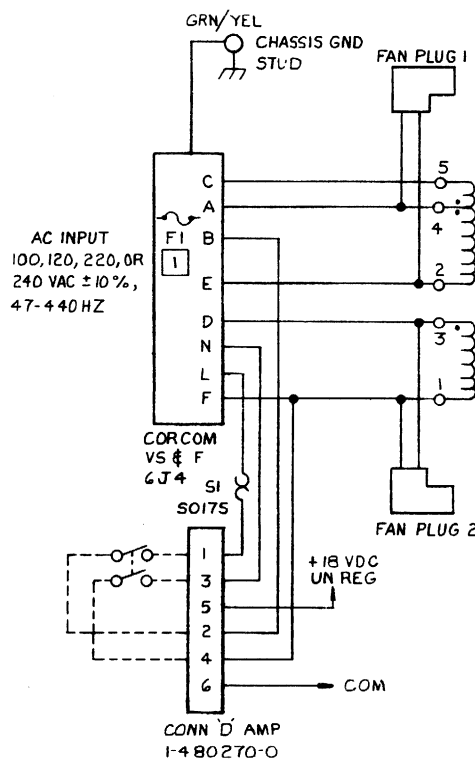 GRN/YEL
CHASSIS GND
STUD
FAN PLUG 1
C
A
F1
1
B
E
D
N
L
F
AC INPUT
100, 120, 220, OR
240 VAC ±10%,
47-440 HZ
5
4
2
3
1
CORCOM
VS & F
6J4
S1
S0175
FAN PLUG 2
1
3
5
2
4
6
+18 VDC
UNREG
COM
CONN 'D' AMP
1-480270-0